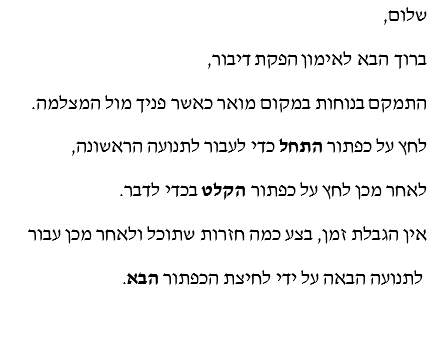 שלום,
ברוך הבא לאימון הפקת דיבור,
התמקם בנוחות במקום מואר כאשר פניך מול המצלמה.
לחץ על כפתור התחל כדי לעבור לתנועה הראשונה,
לאחר מכן לחץ על כפתור הקלט בכדי לדבר.
אין הגבלת זמן, בצע כמה חזרות שתוכל ולאחר מכן עבור
לתנועה הבאה על ידי לחיצת הכפתור הבא.